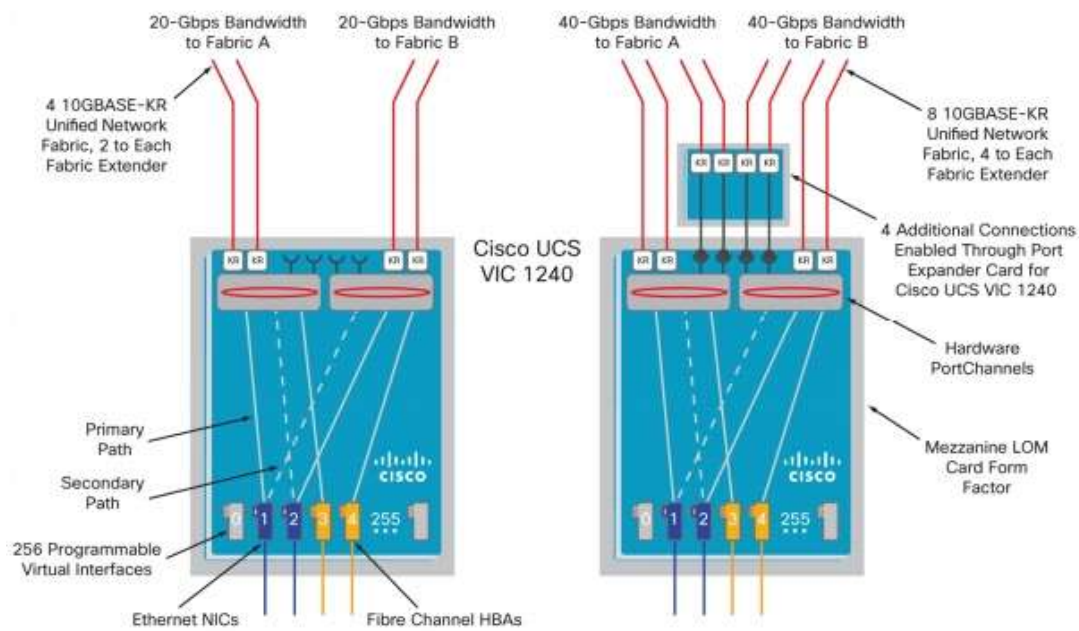 20-Gbps Bandwidth
to Fabric A
20-Gbps Bandwidth
to Fabric B
40-Gbps Bandwidth
to Fabric A
40-Gbps Bandwidth
to Fabric B
4 10GBASE-KR
Unified Network
Fabric, 2 to Each
Fabric Extender
8 10GBASE-KR
Unified Network
Fabric, 4 to Each
Fabric Extender
KR KR KR KR
4 Additional Connections
Enabled Through Port
Expander Card for
Cisco UCS VIC 1240
KR KR KR KR
Cisco UCS
VIC 1240
KR KR KR KR
Hardware
PortChannels
Primary
Path
Secondary
Path
CISCO
CISCO
Mezzanine LOM
Card Form
Factor
0 1 2 3 4 255
0 1 2 3 4 255
256 Programmable
Virtual Interfaces
Ethernet NICs
Fibre Channel HBAs